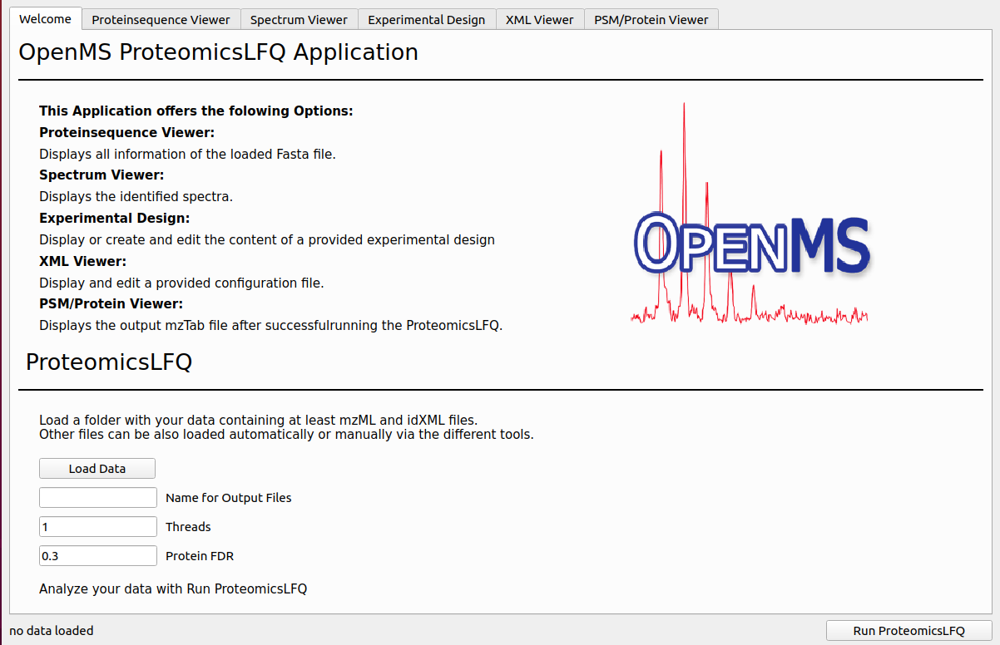 Welcome
Proteinsequence Viewer
Spectrum Viewer
Experimental Design
XML Viewer
PSM/Protein Viewer
OpenMS ProteomicsLFQ Application
This Application offers the folowing Options:
Proteinsequence Viewer:
Displays all information of the loaded Fasta file.
Spectrum Viewer:
Displays the identified spectra.
Experimental Design:
Display or create and edit the content of a provided experimental design
XML Viewer:
Display and edit a provided configuration file.
PSM/Protein Viewer:
Displays the output mzTab file after successfulrunning the ProteomicsLFQ.
OPENMS
ProteomicsLFQ
Load a folder with your data containing at least mzML and idXML files.
Other files can be also loaded automatically or manually via the different tools.
Load Data
Name for Output Files
1 Threads
0.3 Protein FDR
Analyze your data with Run ProteomicsLFQ
no data loaded
Run ProteomicsLFQ